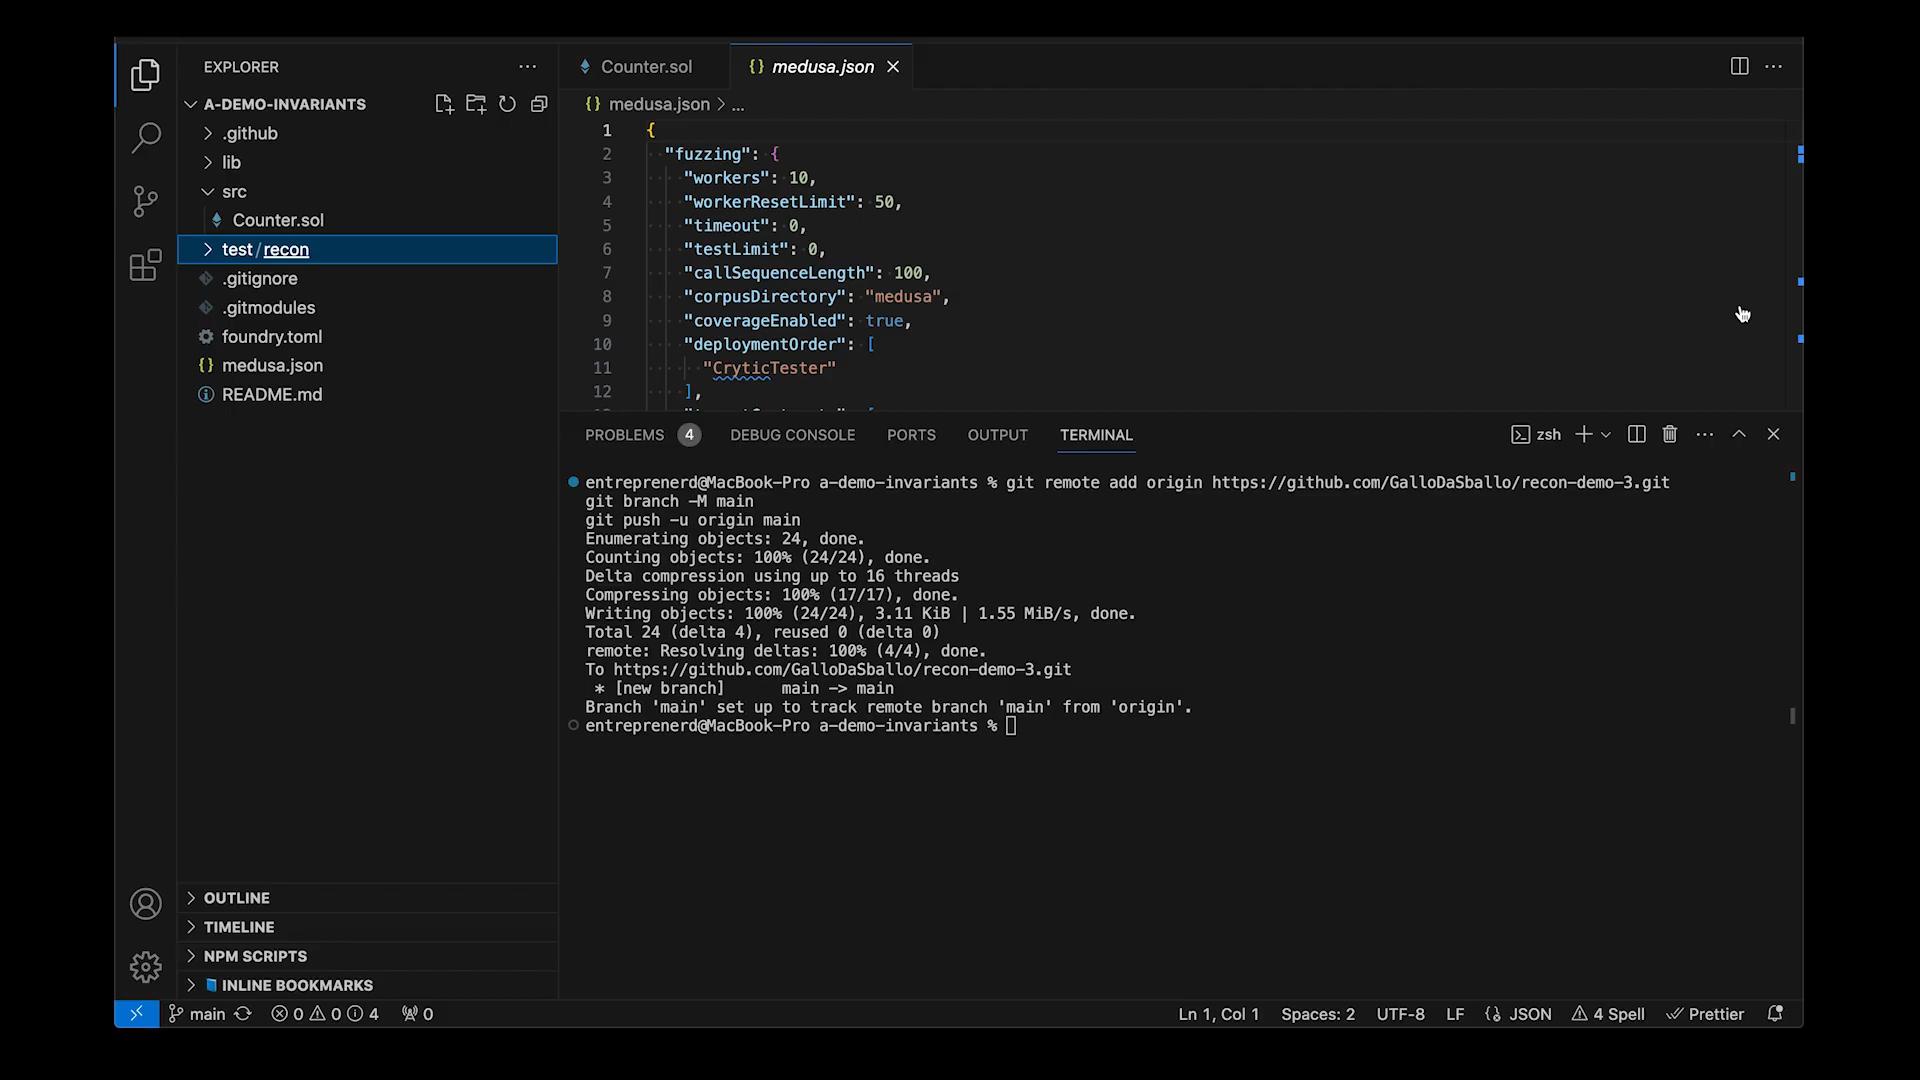 EXPLORER
A-DEMO-INVARIANTS
.github
lib
src
Counter.sol
test/recon
.gitignore
.gitmodules
foundry.toml
medusa.json
README.md
OUTLINE
TIMELINE
NPM SCRIPTS
INLINE BOOKMARKS
Counter.sol
{} medusa.json
{} medusa.json > ...
1 {
2 "fuzzing": {
3 "workers": 10,
4 "workerResetLimit": 50,
5 "timeout": 0,
6 "testLimit": 0,
7 "callSequenceLength": 100,
8 "corpusDirectory": "medusa",
9 "coverageEnabled": true,
10 "deploymentOrder": [
11 "CryticTester"
12 ],
PROBLEMS 4 DEBUG CONSOLE PORTS OUTPUT TERMINAL zsh
entreprenerd@MacBook-Pro a-demo-invariants % git remote add origin https://github.com/GalloDaSballo/recon-demo-3.git
git branch -M main
git push -u origin main
Enumerating objects: 24, done.
Counting objects: 100% (24/24), done.
Delta compression using up to 16 threads
Compressing objects: 100% (17/17), done.
Writing objects: 100% (24/24), 3.11 KiB | 1.55 MiB/s, done.
Total 24 (delta 4), reused 0 (delta 0)
remote: Resolving deltas: 100% (4/4), done.
To https://github.com/GalloDaSballo/recon-demo-3.git
* [new branch] main -> main
Branch 'main' set up to track remote branch 'main' from 'origin'.
entreprenerd@MacBook-Pro a-demo-invariants %
main 0 0 4 0 Ln 1, Col 1 Spaces: 2 UTF-8 LF JSON 4 Spell Prettier